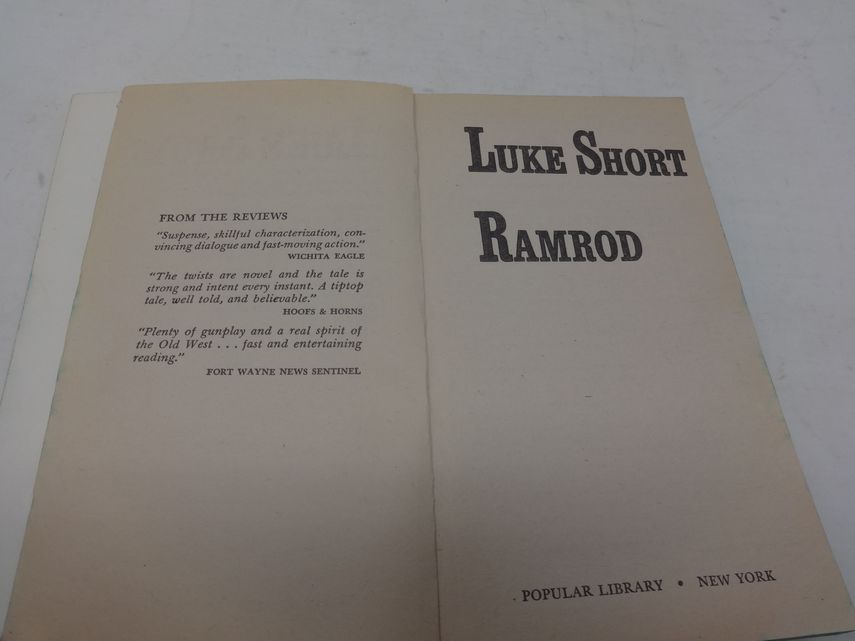 FROM THE REVIEWS
"Suspense, skillful characterization, con-
vincing dialogue and fast-moving action."
WICHITA EAGLE
"The twists are novel and the tale is
strong and intent every instant. A tiptop
tale, well told, and believable."
HOOFS & HORNS
"Plenty of gunplay and a real spirit of
the Old West . . . fast and entertaining
reading."
FORT WAYNE NEWS SENTINEL
LUKE SHORT
RAMROD
POPULAR LIBRARY • NEW YORK